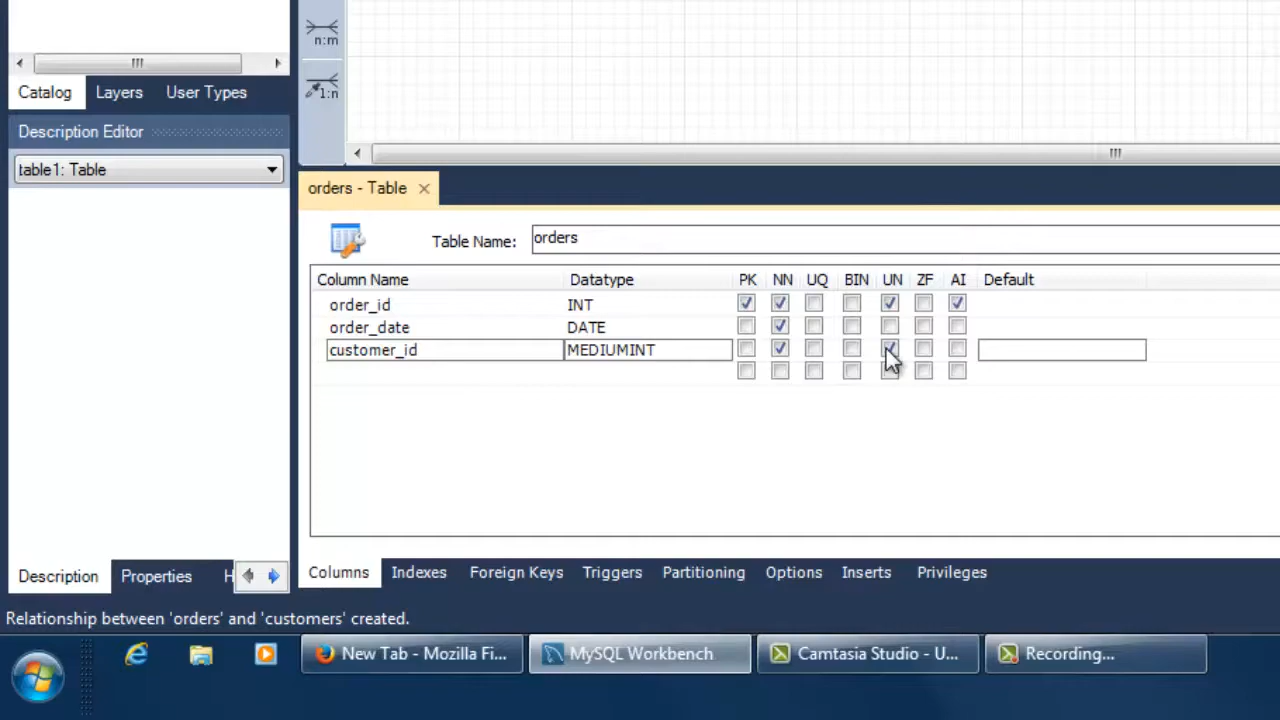 n:m
1:n
Catalog Layers User Types
Description Editor
table1: Table
orders - Table
Table Name: orders
Column Name Datatype PK NN UQ BIN UN ZF AI Default
order_id INT
order_date DATE
customer_id MEDIUMINT
Description Properties H
Columns Indexes Foreign Keys Triggers Partitioning Options Inserts Privileges
Relationship between 'orders' and 'customers' created.
New Tab - Mozilla Fi... MySQL Workbench Camtasia Studio - U... Recording...